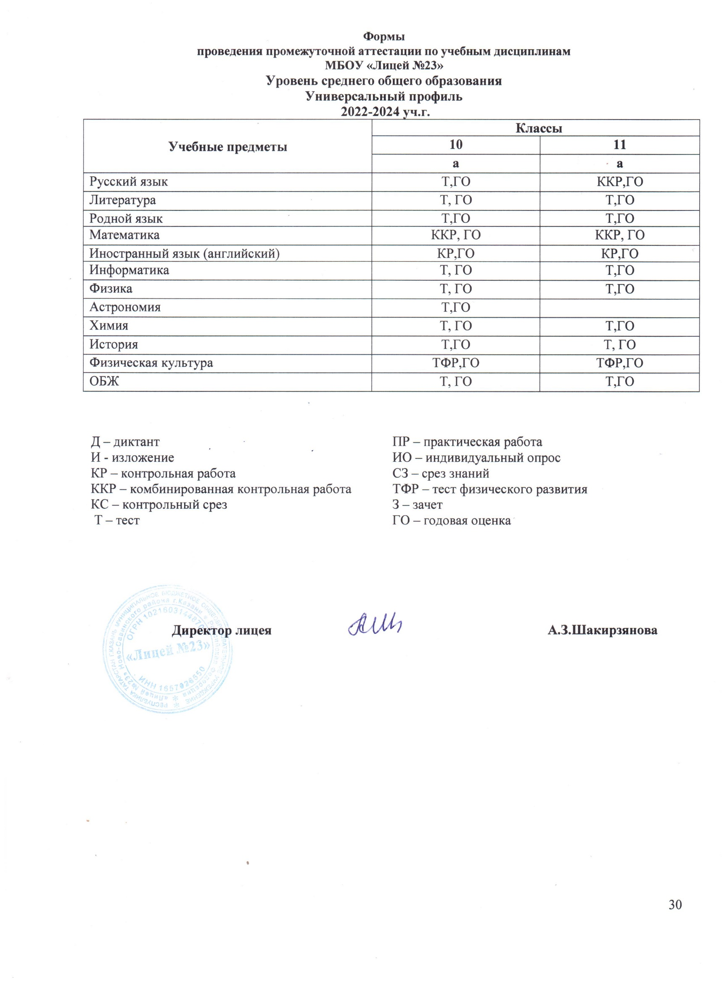 Формы
проведения промежуточной аттестации по учебным дисциплинам
МБОУ «Лицей №23»
Уровень среднего общего образования
Универсальный профиль
2022-2024 уч.г.
Учебные предметы Классы
10 11
а а
Русский язык Т,ГО ККР,ГО
Литература Т, ГО Т,ГО
Родной язык Т,ГО Т,ГО
Математика ККР, ГО ККР, ГО
Иностранный язык (английский) КР,ГО КР,ГО
Информатика Т, ГО Т,ГО
Физика Т, ГО Т,ГО
Астрономия Т,ГО
Химия Т, ГО Т,ГО
История Т,ГО Т, ГО
Физическая культура ТФР,ГО ТФР,ГО
ОБЖ Т, ГО Т,ГО
Д – диктант
И - изложение
КР – контрольная работа
ККР – комбинированная контрольная работа
КС – контрольный срез
Т – тест
ПР – практическая работа
ИО – индивидуальный опрос
СЗ – срез знаний
ТФР – тест физического развития
З – зачет
ГО – годовая оценка
Директор лицея А.З.Шакирзянова
РЕСПУБЛИКА ТАТАРСТАН Г.КАЗАНЬ МУНИЦИПАЛЬНОЕ БЮДЖЕТНОЕ ОБЩЕОБРАЗОВАТЕЛЬНОЕ УЧРЕЖДЕНИЕ
«Лицей №23» Ново-Савинского района г.Казани * Российская Федерация *
ОГРН 1021603144870
«Лицей №23»
ИНН 1657026550
30